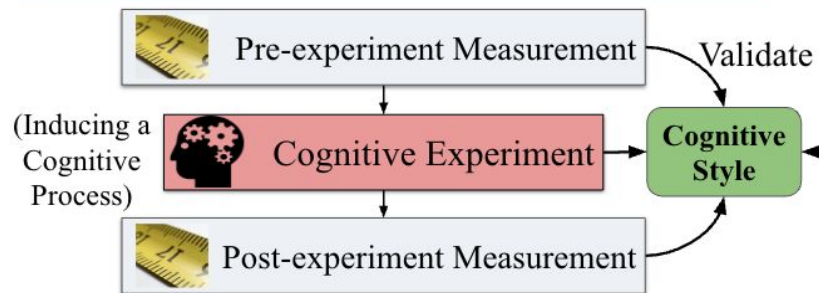 Pre-experiment Measurement
Validate
(Inducing a
Cognitive
Process)
Cognitive Experiment
Cognitive
Style
Post-experiment Measurement